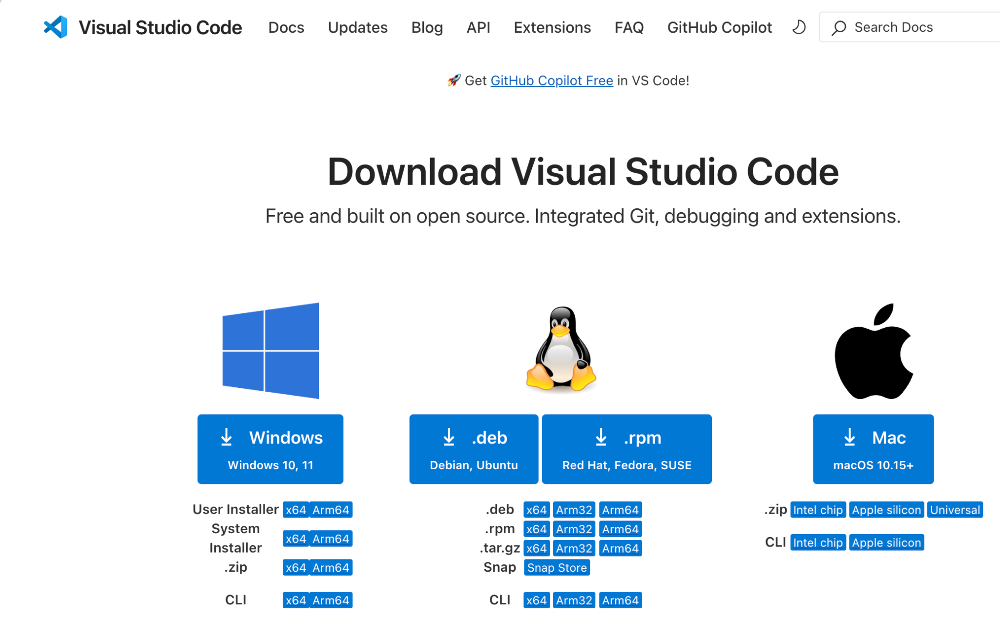 Visual Studio Code Docs Updates Blog API Extensions FAQ GitHub Copilot Search Docs
🚀 Get GitHub Copilot Free in VS Code!
Download Visual Studio Code
Free and built on open source. Integrated Git, debugging and extensions.
Windows
Windows 10, 11
User Installer x64 Arm64
System
Installer
x64 Arm64
.zip x64 Arm64
CLI x64 Arm64
.deb
Debian, Ubuntu
.rpm
Red Hat, Fedora, SUSE
.deb x64 Arm32 Arm64
.rpm x64 Arm32 Arm64
.tar.gz x64 Arm32 Arm64
Snap Snap Store
CLI x64 Arm32 Arm64
Mac
macOS 10.15+
.zip Intel chip Apple silicon Universal
CLI Intel chip Apple silicon